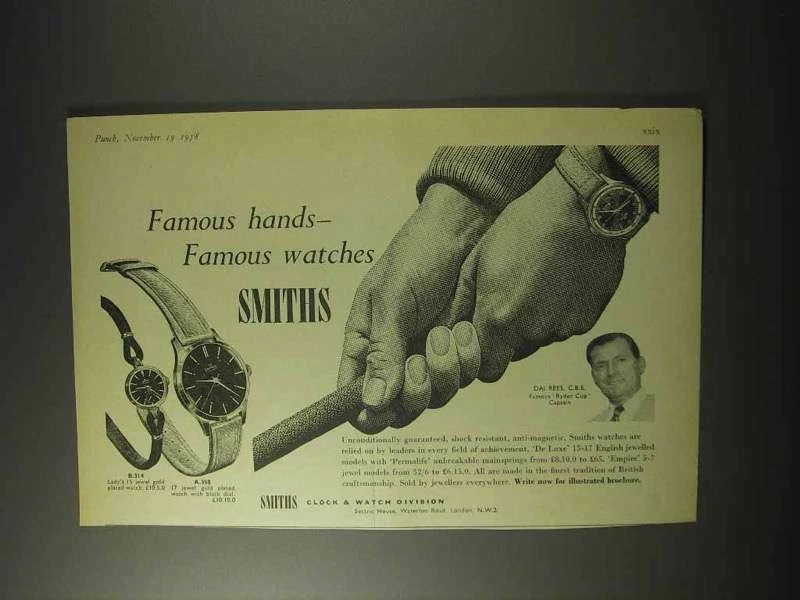 Punch, November 19 1958
xxix
Famous hands—
Famous watches
SMITHS
DAI REES, C.B.E.
Famous 'Ryder Cup'
Captain
B.314
Lady's 15 jewel gold
plated watch. £10.5.0
A.358
17 jewel gold plated
watch with black dial.
£10.19.0
Unconditionally guaranteed, shock resistant, anti-magnetic. Smiths watches are
relied on by leaders in every field of achievement. 'De Luxe' 15-17 English jewelled
models with 'Permalife' unbreakable mainsprings from £8.10.0 to £65. 'Empire' 5-7
jewel models from 52/6 to £6.15.0. All are made in the finest tradition of British
craftsmanship. Sold by jewellers everywhere. Write now for illustrated brochure.
SMITHS CLOCK & WATCH DIVISION
Sectric House, Waterloo Road, London, N.W.2